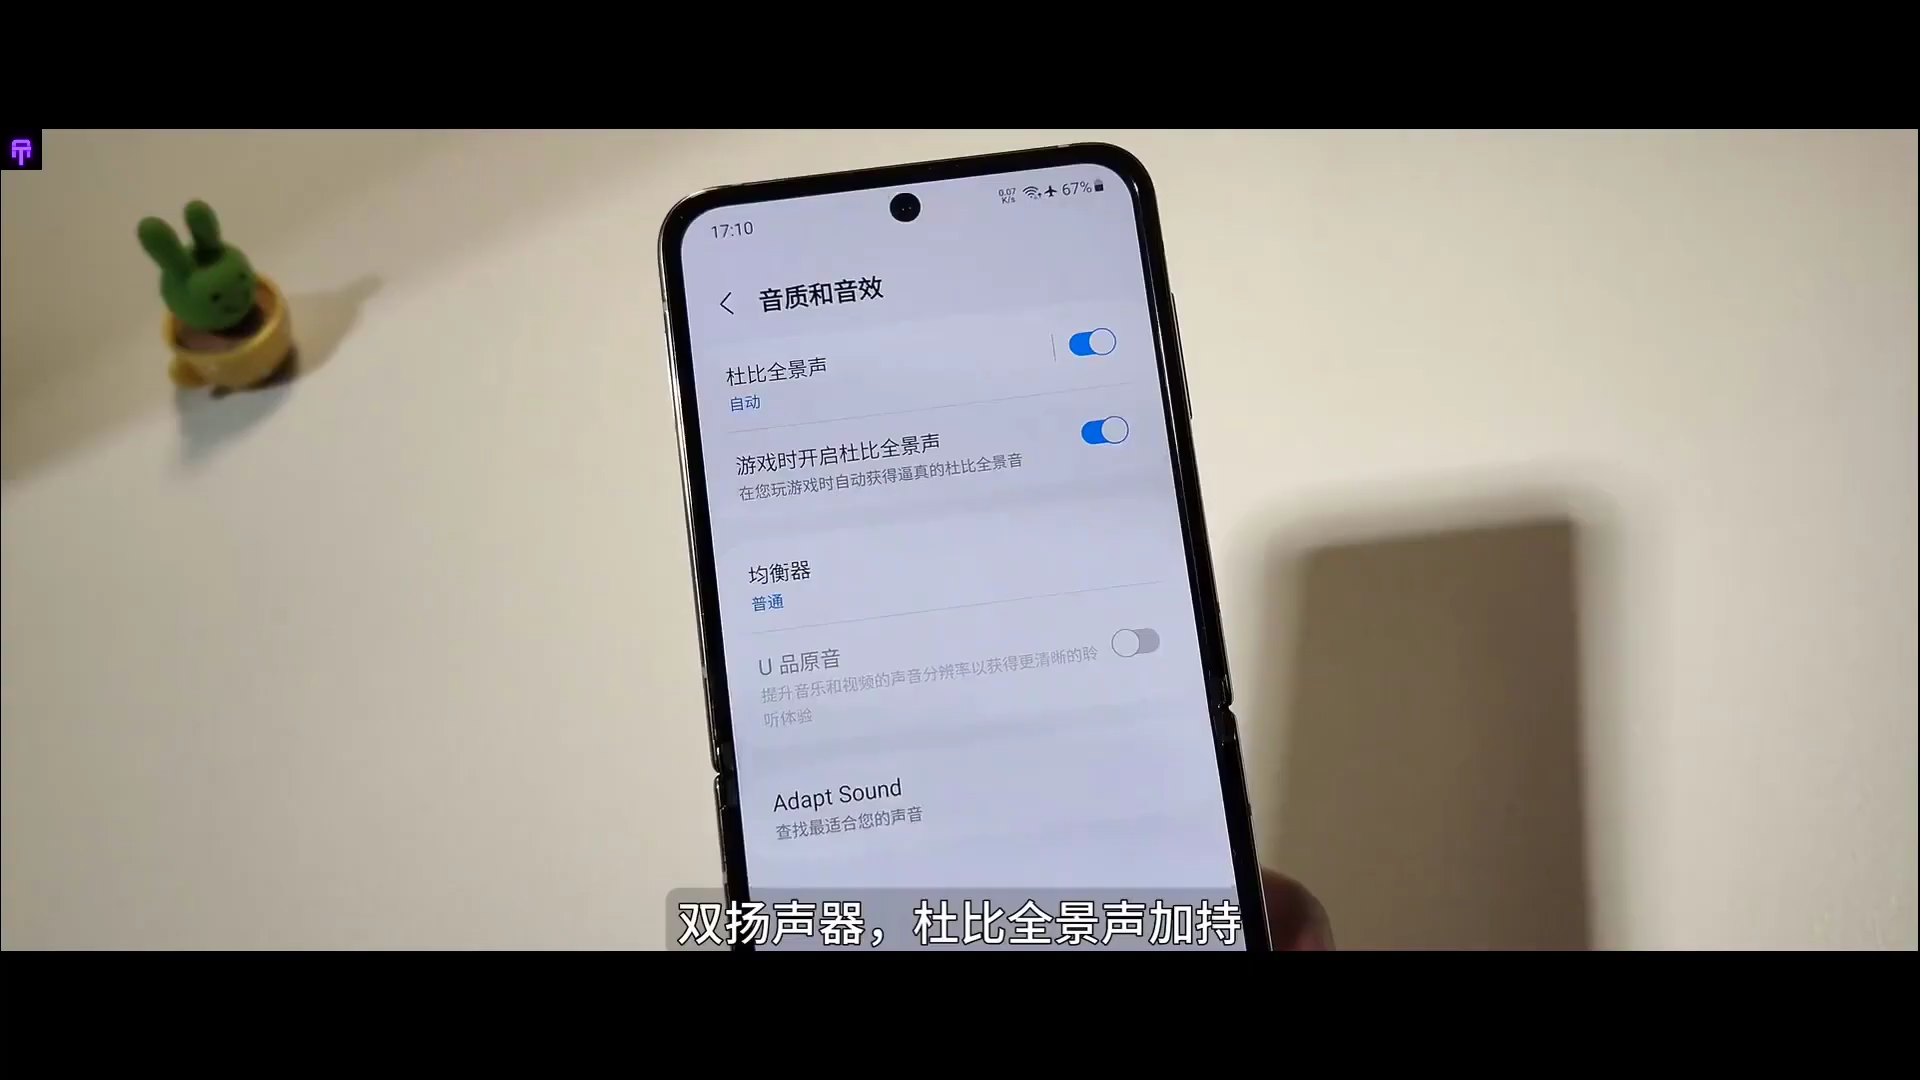 17:10
0.07
K/s
67%
音质和音效
杜比全景声
自动
游戏时开启杜比全景声
在您玩游戏时自动获得逼真的杜比全景音
均衡器
普通
U 品原音
提升音乐和视频的声音分辨率以获得更清晰的聆
听体验
Adapt Sound
查找最适合您的声音
双扬声器，杜比全景声加持